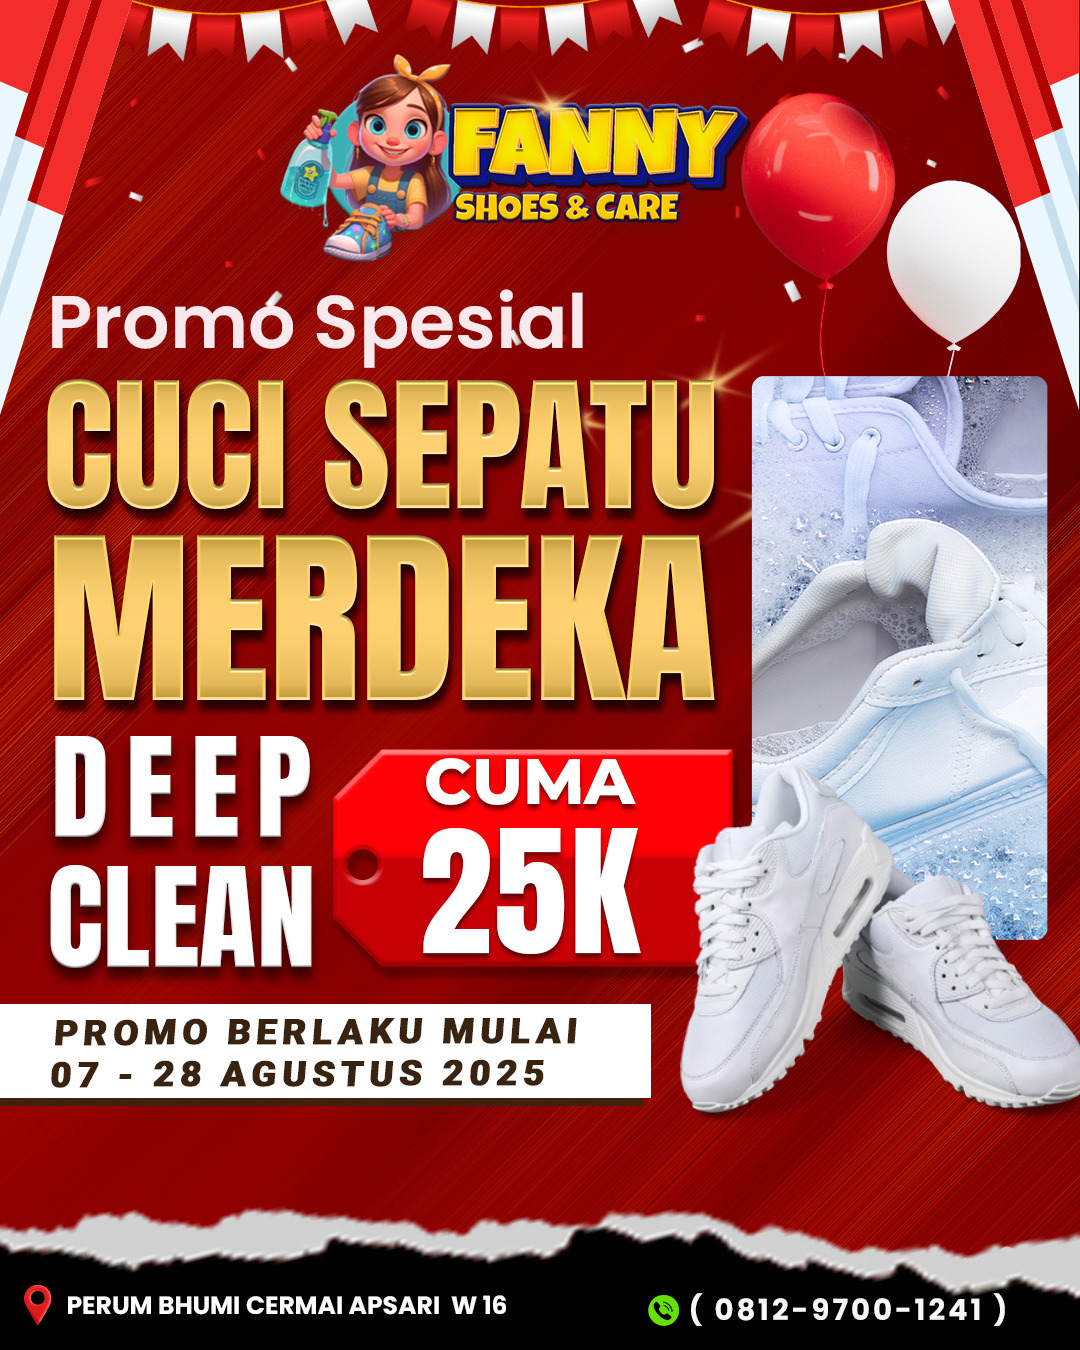 FANNY
SHOES & CARE
Promo Spesial
CUCI SEPATU
MERDEKA
DEEP
CLEAN
CUMA
25K
PROMO BERLAKU MULAI
07 - 28 AGUSTUS 2025
PERUM BHUMI CERMAI APSARI W 16
( 0812-9700-1241 )